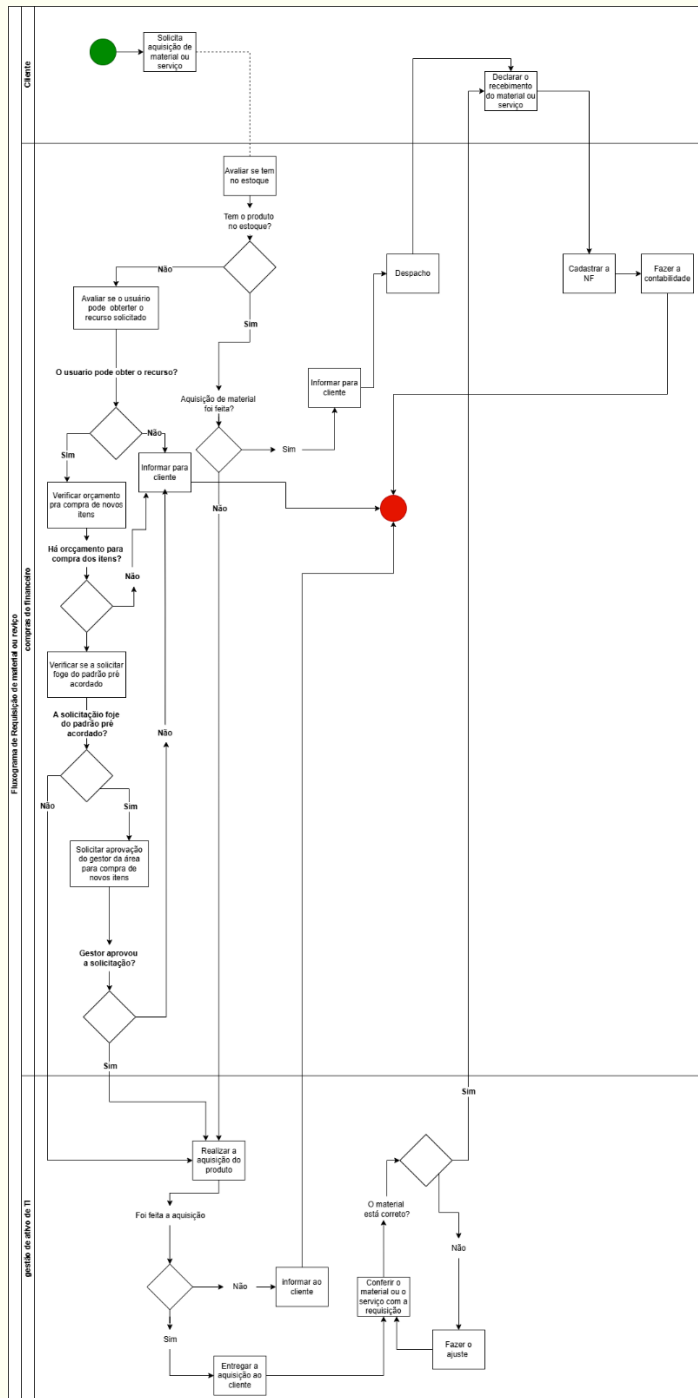 Fluxograma de Requisição de material ou reviço
Cliente
Solicita
aquisição de
material ou
serviço
Declarar o
recebimento
do material ou
serviço
compras do financeiro
Avaliar se tem
no estoque
Tem o produto
no estoque?
Não
Sim
Avaliar se o usuário
pode obterter o
recurso solicitado
Despacho
Cadastrar a
NF
Fazer a
contabilidade
O usuario pode obter o recurso?
Aquisição de material
foi feita?
Informar para
cliente
Sim
Não
Sim
Não
Informar para
cliente
Verificar orçamento
pra compra de novos
itens
Há orcçamento para
compra dos itens?
Não
Verificar se a solicitar
foge do padrão pré
acordado
A solicitação foje
do padrão pré
acordado?
Não
Não
Sim
Solicitar aprovação
do gestor da área
para compra de
novos itens
Gestor aprovou
a solicitação?
Sim
gestão de ativo de TI
Sim
Realizar a
aquisição do
produto
Foi feita a aquisição
O material
está correto?
Não
Não
informar ao
cliente
Conferir o
material ou o
serviço com a
requisição
Sim
Fazer o
ajuste
Entregar a
aquisição ao
cliente